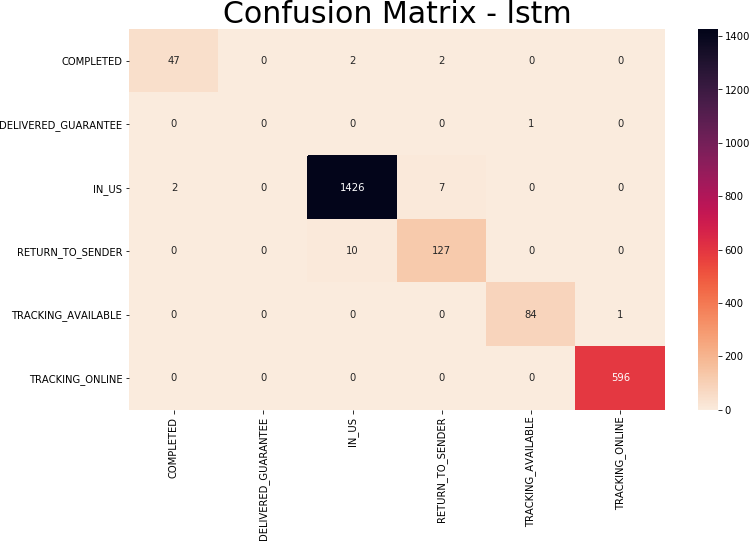 Confusion Matrix - lstm
COMPLETED 47 0 2 2 0 0
DELIVERED_GUARANTEE 0 0 0 0 1 0
IN_US 2 0 1426 7 0 0
RETURN_TO_SENDER 0 0 10 127 0 0
TRACKING_AVAILABLE 0 0 0 0 84 1
TRACKING_ONLINE 0 0 0 0 0 596
COMPLETED
DELIVERED_GUARANTEE
IN_US
RETURN_TO_SENDER
TRACKING_AVAILABLE
TRACKING_ONLINE
1400
1200
1000
800
600
400
200
0